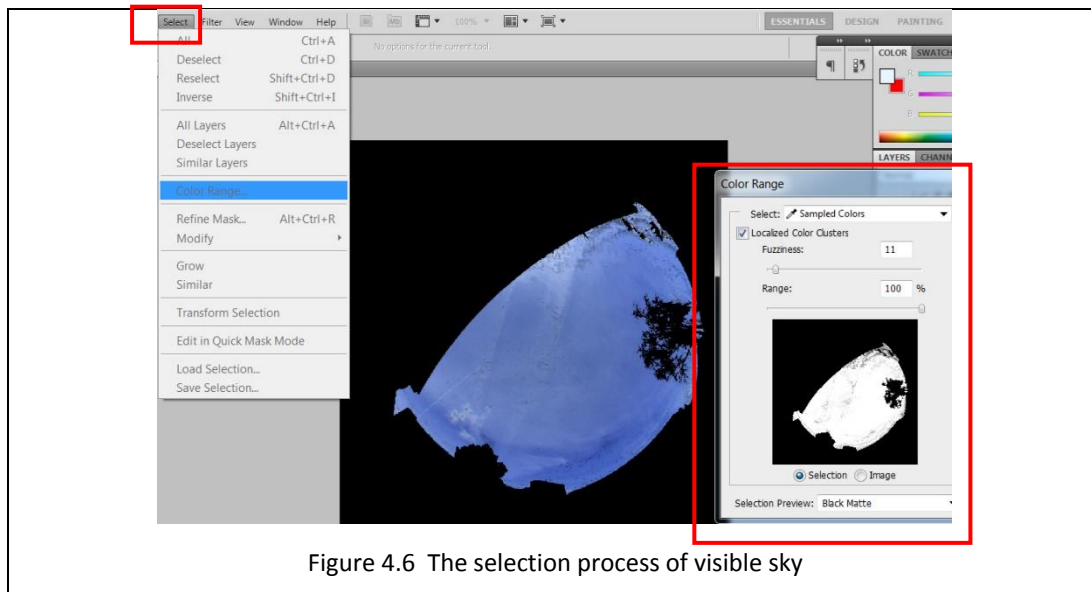 Select Filter View Window Help 100%
ESSENTIALS DESIGN PAINTING
No options for the current tool.
All Ctrl+A
Deselect Ctrl+D
Reselect Shift+Ctrl+D
Inverse Shift+Ctrl+I
All Layers Alt+Ctrl+A
Deselect Layers
Similar Layers
Color Range...
Refine Mask... Alt+Ctrl+R
Modify
Grow
Similar
Transform Selection
Edit in Quick Mask Mode
Load Selection...
Save Selection...
COLOR SWATCH
R
G
B
LAYERS CHANN
Color Range
Select: Sampled Colors
Localized Color Clusters
Fuzziness: 11
Range: 100 %
Selection Image
Selection Preview: Black Matte
Figure 4.6 The selection process of visible sky